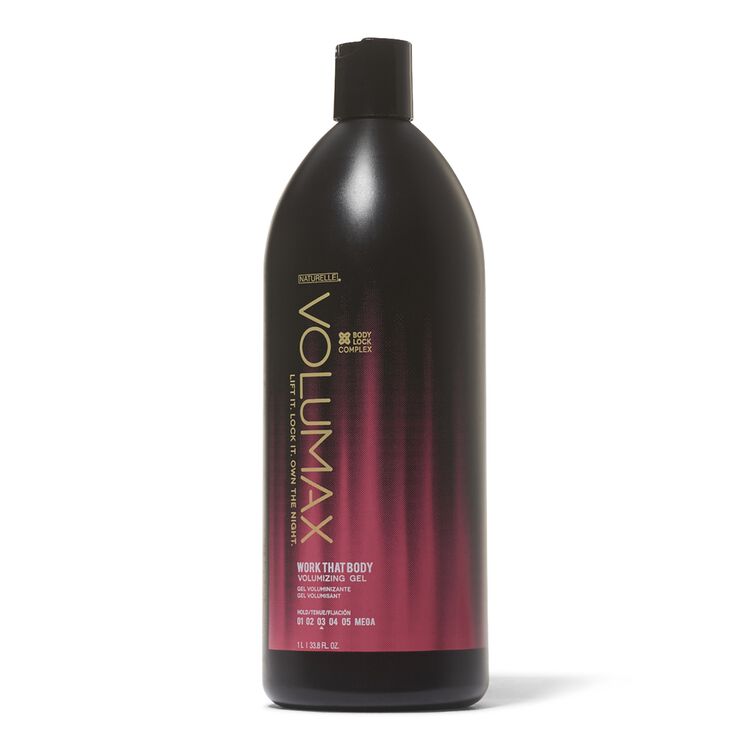 NATURELLE
VOLUMAX
LIFT IT. LOCK IT. OWN THE NIGHT.
BODY
LOCK
COMPLEX
WORK THAT BODY
VOLUMIZING GEL
GEL VOLUMINIZANTE
GEL VOLUMISANT
HOLD/TENUE/FIJACIÓN
01 02 03 04 05 MEGA
1 L | 33.8 FL. OZ.